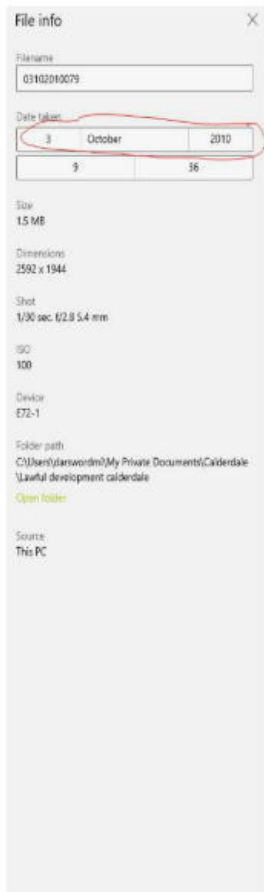 File info
Filename
03102010079
Date taken
3 October 2010
9 36
Size
1.5 MB
Dimensions
2592 x 1944
Shot
1/30 sec. f/2.8 5.4 mm
ISO
100
Device
E72-1
Folder path
C:\Users\darswordmi\My Private Documents\Calderdale
\Lawful development calderdale
Open folder
Source
This PC